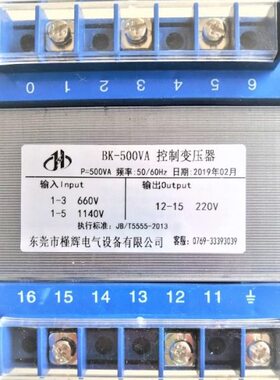 6 5 4 3 2 1 0
BK-500VA 控制变压器
P=500VA 频率:50/60Hz 日期:2019年02月
输入Input 输出Output
1-3 660V 12-15 220V
1-5 1140V
执行标准: JB/T5555-2013
东莞市槿辉电气设备有限公司 客服: 0769-33393039
16 15 14 13 12 11 ⏚